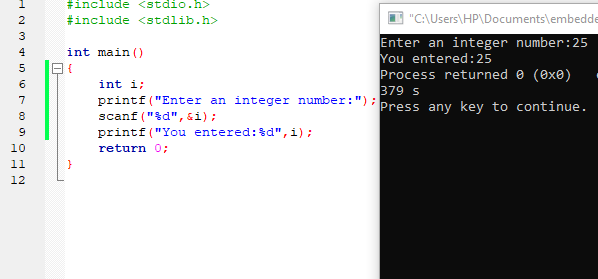 1 #include <stdio.h>
2 #include <stdlib.h>
3
4 int main()
5 {
6 int i;
7 printf("Enter an integer number:");
8 scanf("%d",&i);
9 printf("You entered:%d",i);
10 return 0;
11 }
12
"C:\Users\HP\Documents\embedde
Enter an integer number:25
You entered:25
Process returned 0 (0x0)
379 s
Press any key to continue.